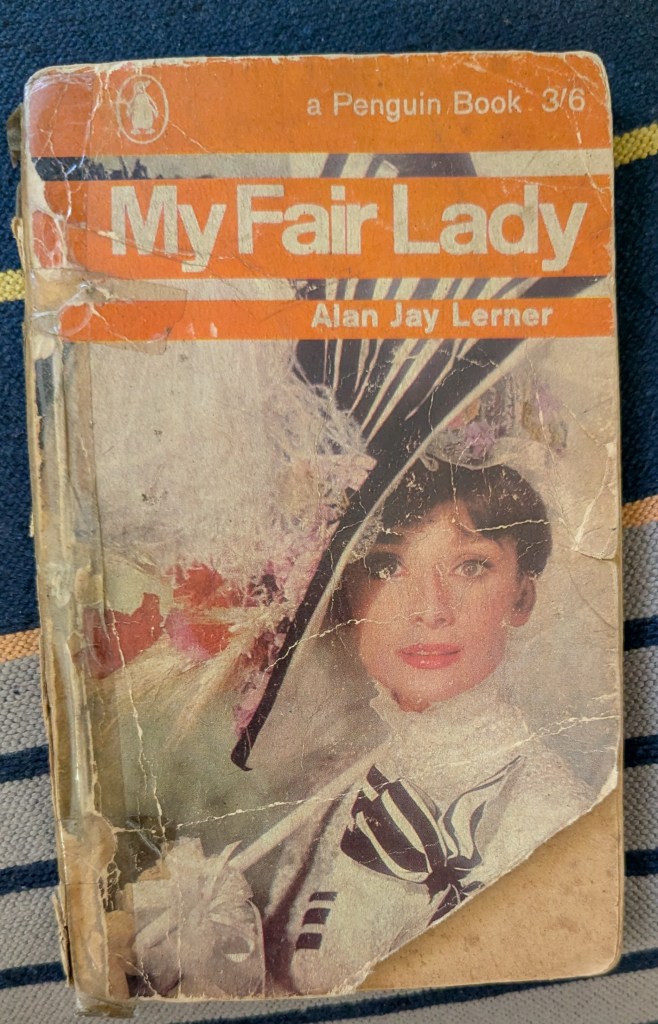 a Penguin Book 3/6
My Fair Lady
Alan Jay Lerner